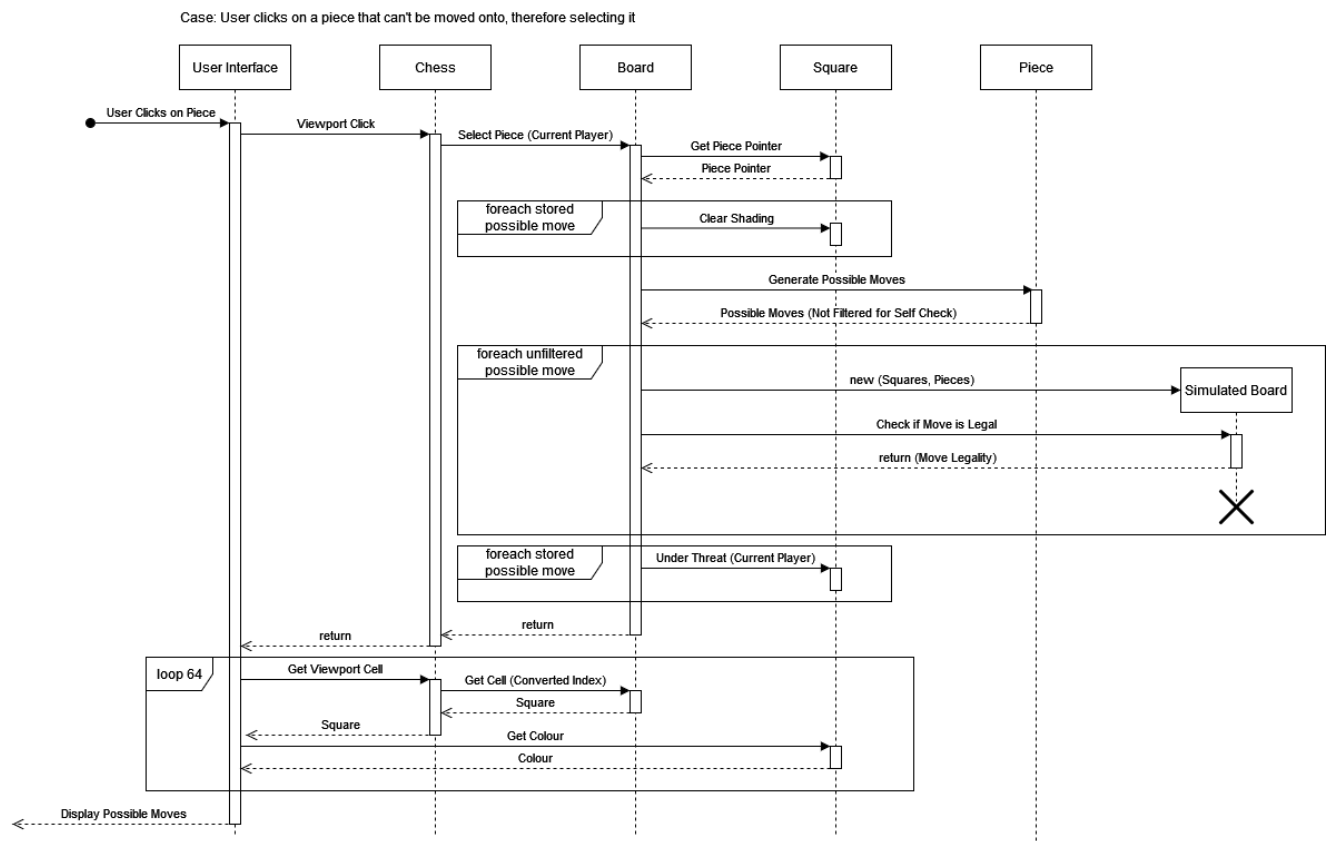 Case: User clicks on a piece that can't be moved onto, therefore selecting it
User Interface
Chess
Board
Square
Piece
User Clicks on Piece
Viewport Click
Select Piece (Current Player)
Get Piece Pointer
Piece Pointer
foreach stored
possible move
Clear Shading
Generate Possible Moves
Possible Moves (Not Filtered for Self Check)
foreach unfiltered
possible move
new (Squares, Pieces)
Simulated Board
Check if Move is Legal
return (Move Legality)
foreach stored
possible move
Under Threat (Current Player)
return
return
loop 64
Get Viewport Cell
Get Cell (Converted Index)
Square
Square
Get Colour
Colour
Display Possible Moves